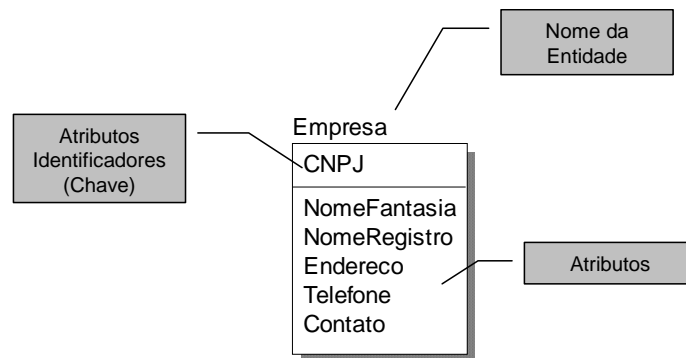 Nome da
Entidade
Empresa
Atributos
Identificadores
(Chave)
CNPJ
NomeFantasia
NomeRegistro
Endereco
Telefone
Contato
Atributos